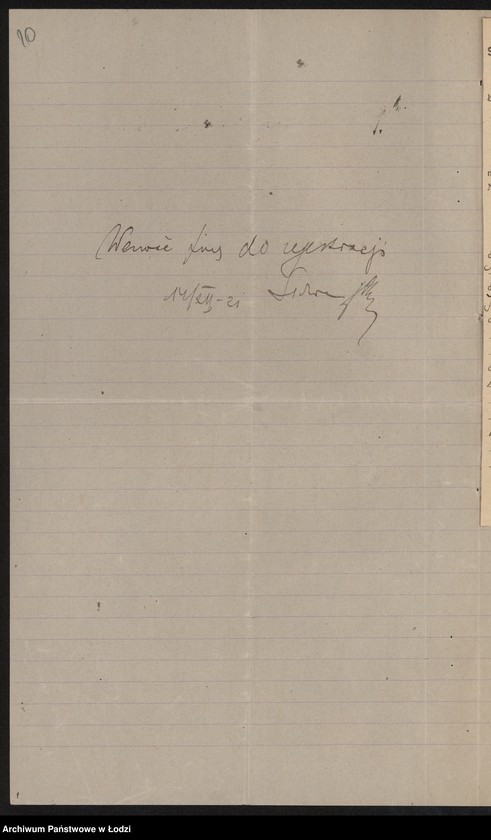 10
Wnieść firmę do rejestracji
14/XII-21
Archiwum Państwowe w Łodzi